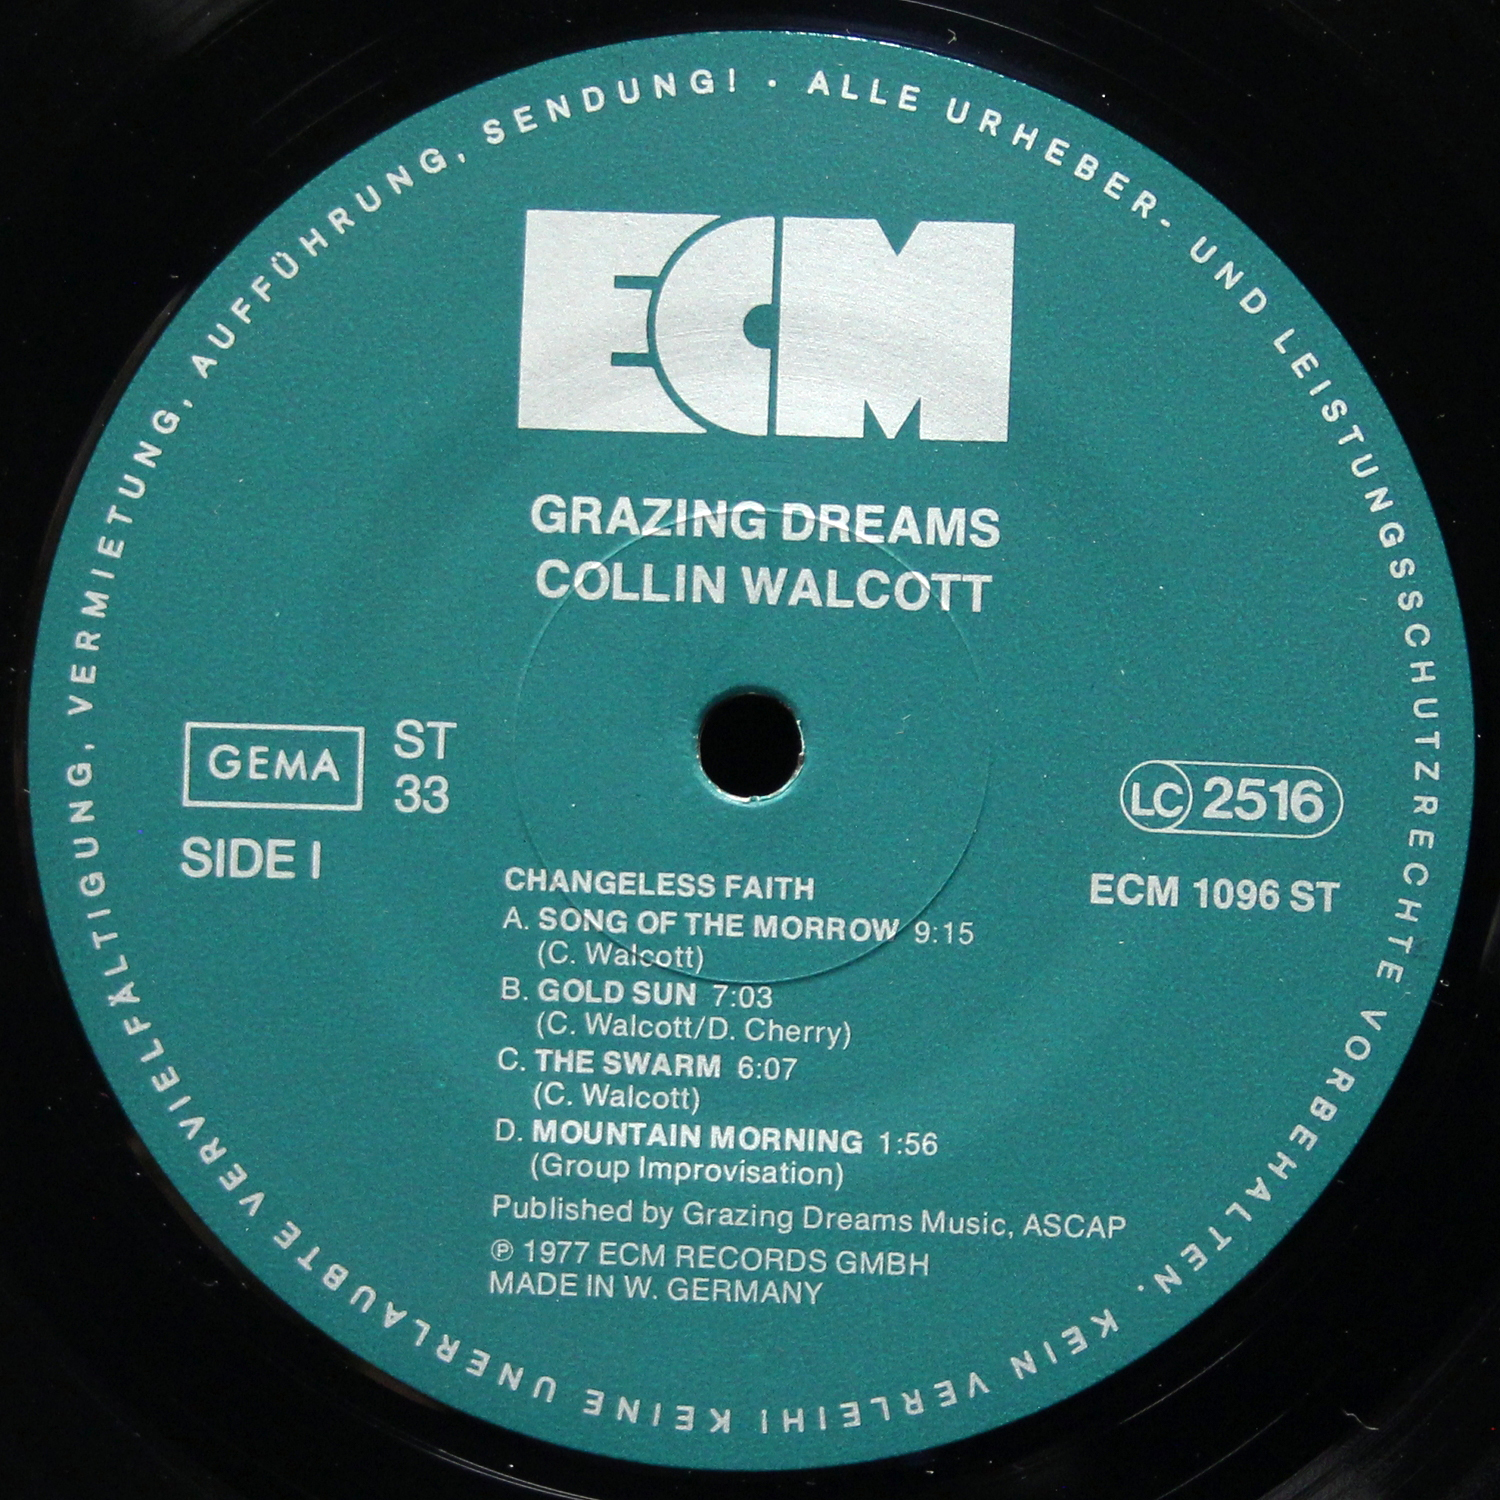 ALLE URHEBER- UND LEISTUNGSSCHUTZRECHTE VORBEHALTEN. KEIN VERLEIH! KEINE UNERLAUBTE VERVIELFÄLTIGUNG, VERMIETUNG, AUFFÜHRUNG, SENDUNG! ·
ECM
GRAZING DREAMS
COLLIN WALCOTT
GEMA
ST
33
SIDE I
LC 2516
ECM 1096 ST
CHANGELESS FAITH
A. SONG OF THE MORROW 9:15
(C. Walcott)
B. GOLD SUN 7:03
(C. Walcott/D. Cherry)
C. THE SWARM 6:07
(C. Walcott)
D. MOUNTAIN MORNING 1:56
(Group Improvisation)
Published by Grazing Dreams Music, ASCAP
℗ 1977 ECM RECORDS GMBH
MADE IN W. GERMANY